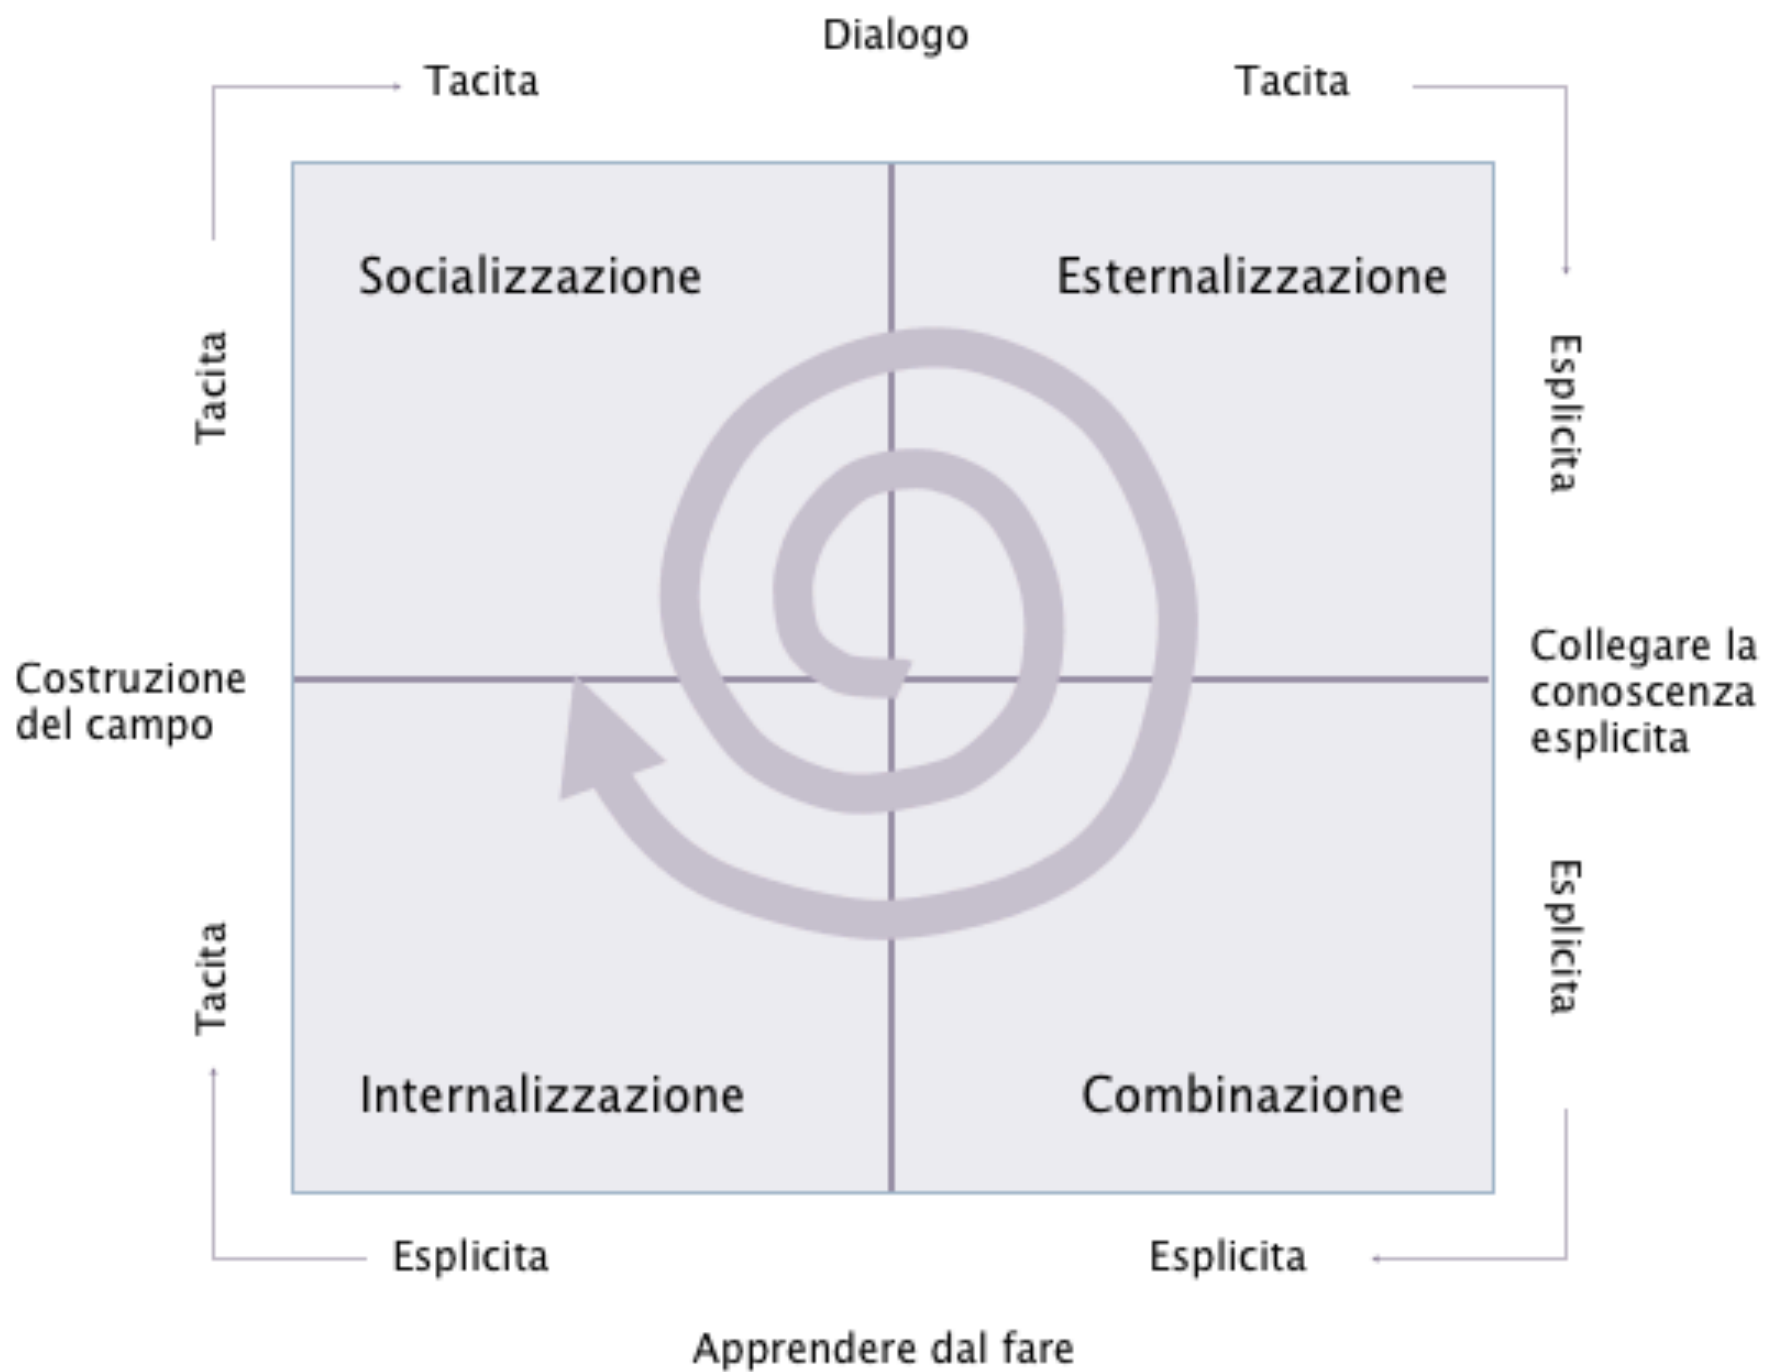 Dialogo
Tacita
Tacita
Socializzazione
Esternalizzazione
Tacita
Esplicita
Costruzione
del campo
Collegare la
conoscenza
esplicita
Tacita
Esplicita
Internalizzazione
Combinazione
Esplicita
Esplicita
Apprendere dal fare